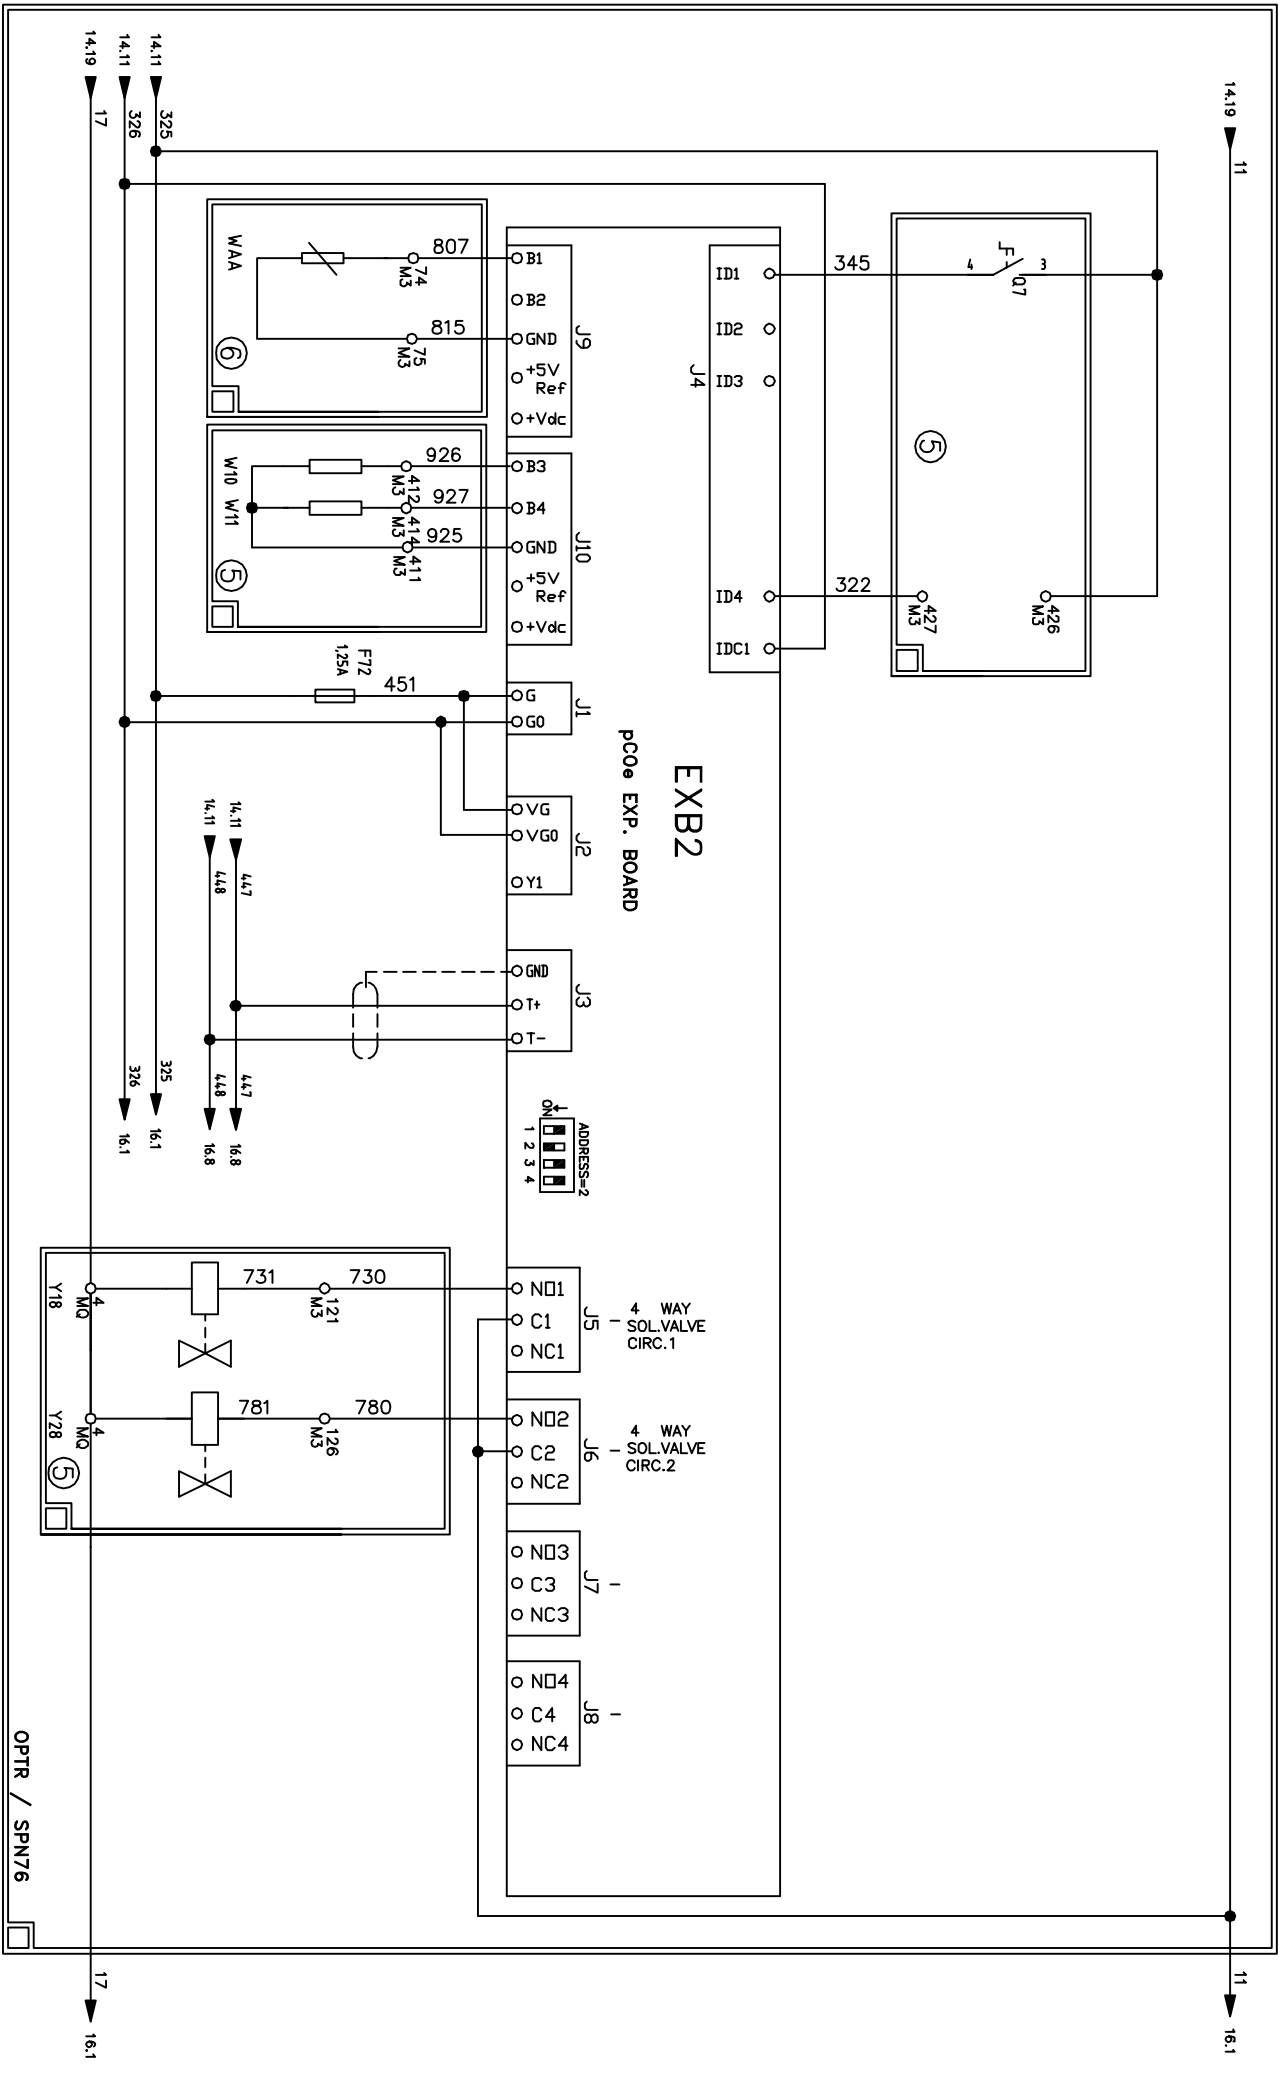 14.19
11
14.11
325
14.11
326
14.19
17
4
3
Q7
5
427
M3
426
M3
345
322
ID1
ID2
ID3
J4
ID4
IDC1
WAA
74
M3
75
M3
6
807
815
B1
B2
GND
+5V
Ref
+Vdc
J9
W10
W11
412
M3
414
M3
411
M3
5
926
927
925
B3
B4
GND
+5V
Ref
+Vdc
J10
F72
1,25A
451
G
G0
J1
EXB2
pCOe EXP. BOARD
VG
VG0
Y1
J2
14.11
447
14.11
448
GND
T+
T-
J3
447
16.8
448
16.8
325
16.1
326
16.1
ON
ADDRESS=2
1
2
3
4
Y18
4
MQ
731
121
M3
730
NO1
C1
NC1
J5
-
4 WAY
SOL.VALVE
CIRC.1
Y28
4
MQ
781
126
M3
780
5
NO2
C2
NC2
J6
-
4 WAY
SOL.VALVE
CIRC.2
NO3
C3
NC3
J7
-
NO4
C4
NC4
J8
-
OPTR / SPN76
17
16.1
11
16.1